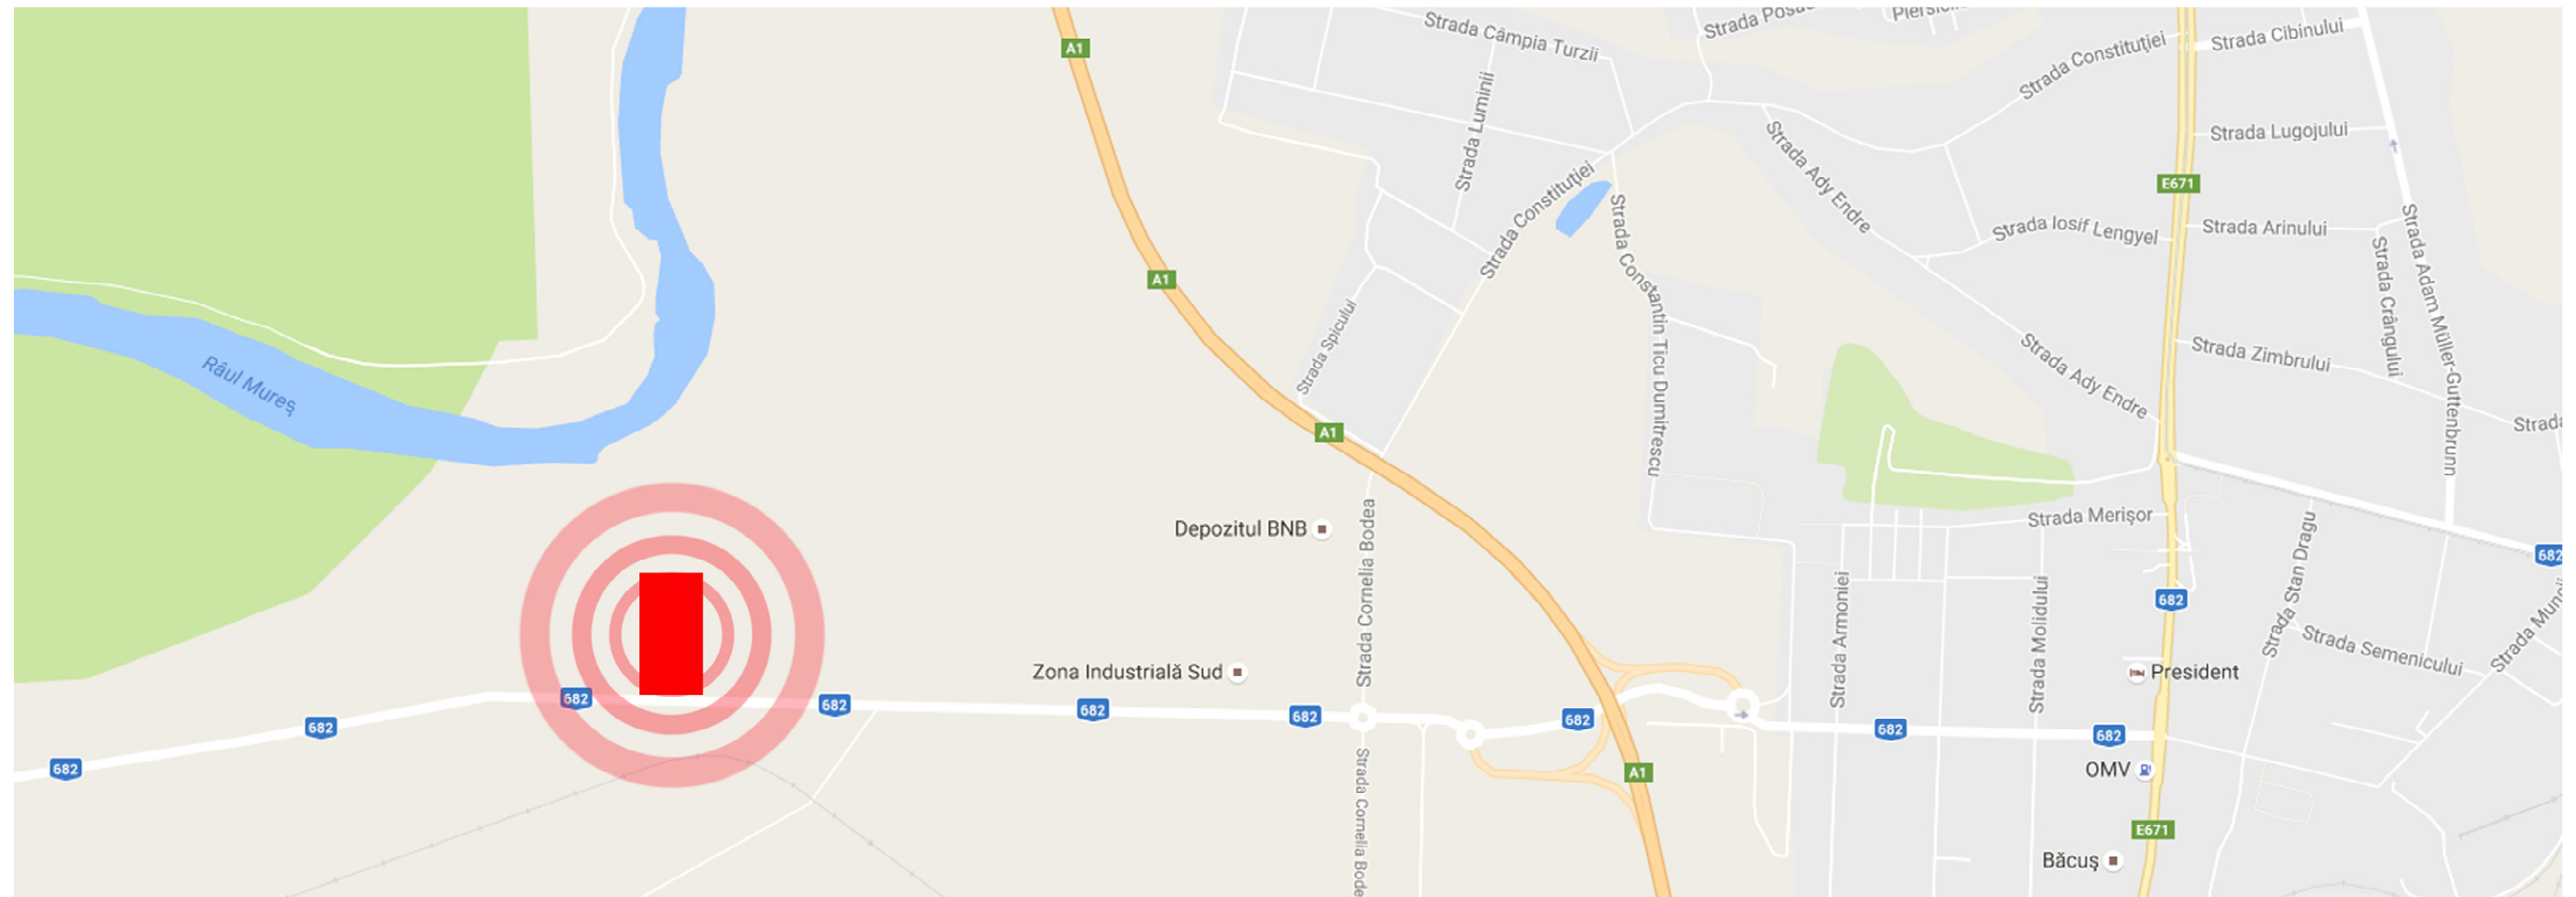 A1
Strada Câmpia Turzii
Strada Posad
Strada Constituției
Strada Cibinului
Strada Luminii
Strada Lugojului
Strada Ady Endre
E671
Strada Constituției
Strada Iosif Lengyel
Strada Arinului
Strada Adam Müller-Guttenbrunn
Strada Crângului
A1
Strada Constantin Ticu Dumitrescu
Strada Spicului
Strada Ady Endre
Strada Zimbrului
Râul Mureș
A1
Strada
Depozitul BNB
Strada Cornelia Bodea
Strada Merișor
Strada Stan Dragu
682
Strada Armoniei
Strada Molidului
682
Strada Semenicului
Zona Industrială Sud
President
682
682
682
682
682
682
682
682
682
OMV
Strada Cornelia Bode
A1
E671
Băcuș